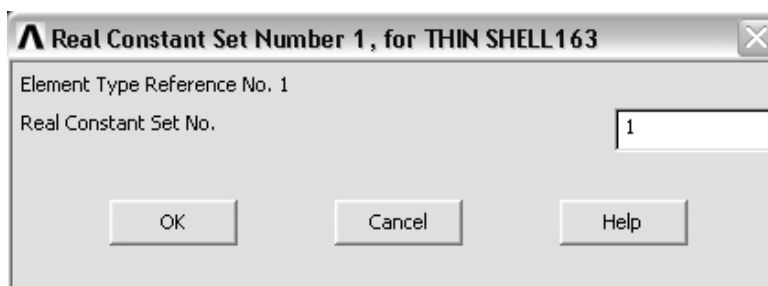 Real Constant Set Number 1, for THIN SHELL163
Element Type Reference No. 1
Real Constant Set No.
1
OK
Cancel
Help